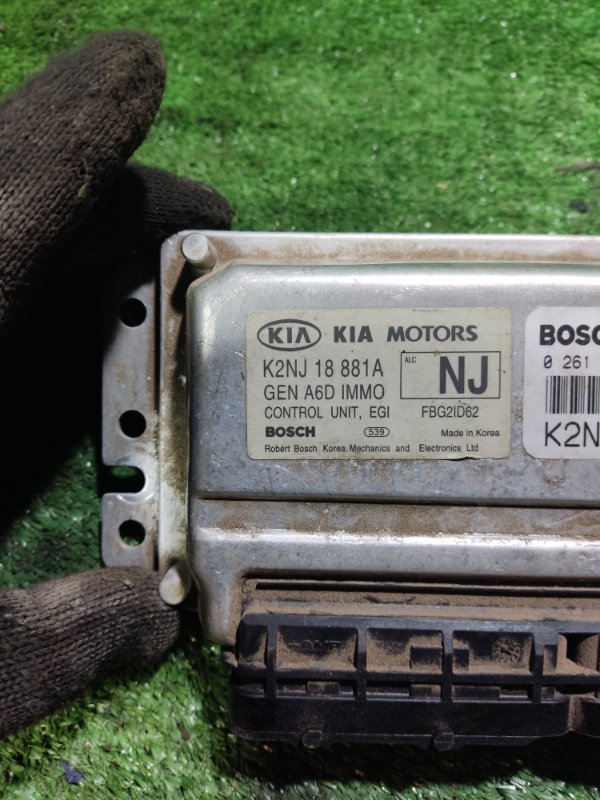 KIA KIA MOTORS
K2NJ 18 881A
GEN A6D IMMO
CONTROL UNIT, EGI
ALC NJ
FBG2ID62
BOSCH 539 Made in Korea
Robert Bosch Korea Mechanics and Electronics Ltd
BOSC
0 261
K2N